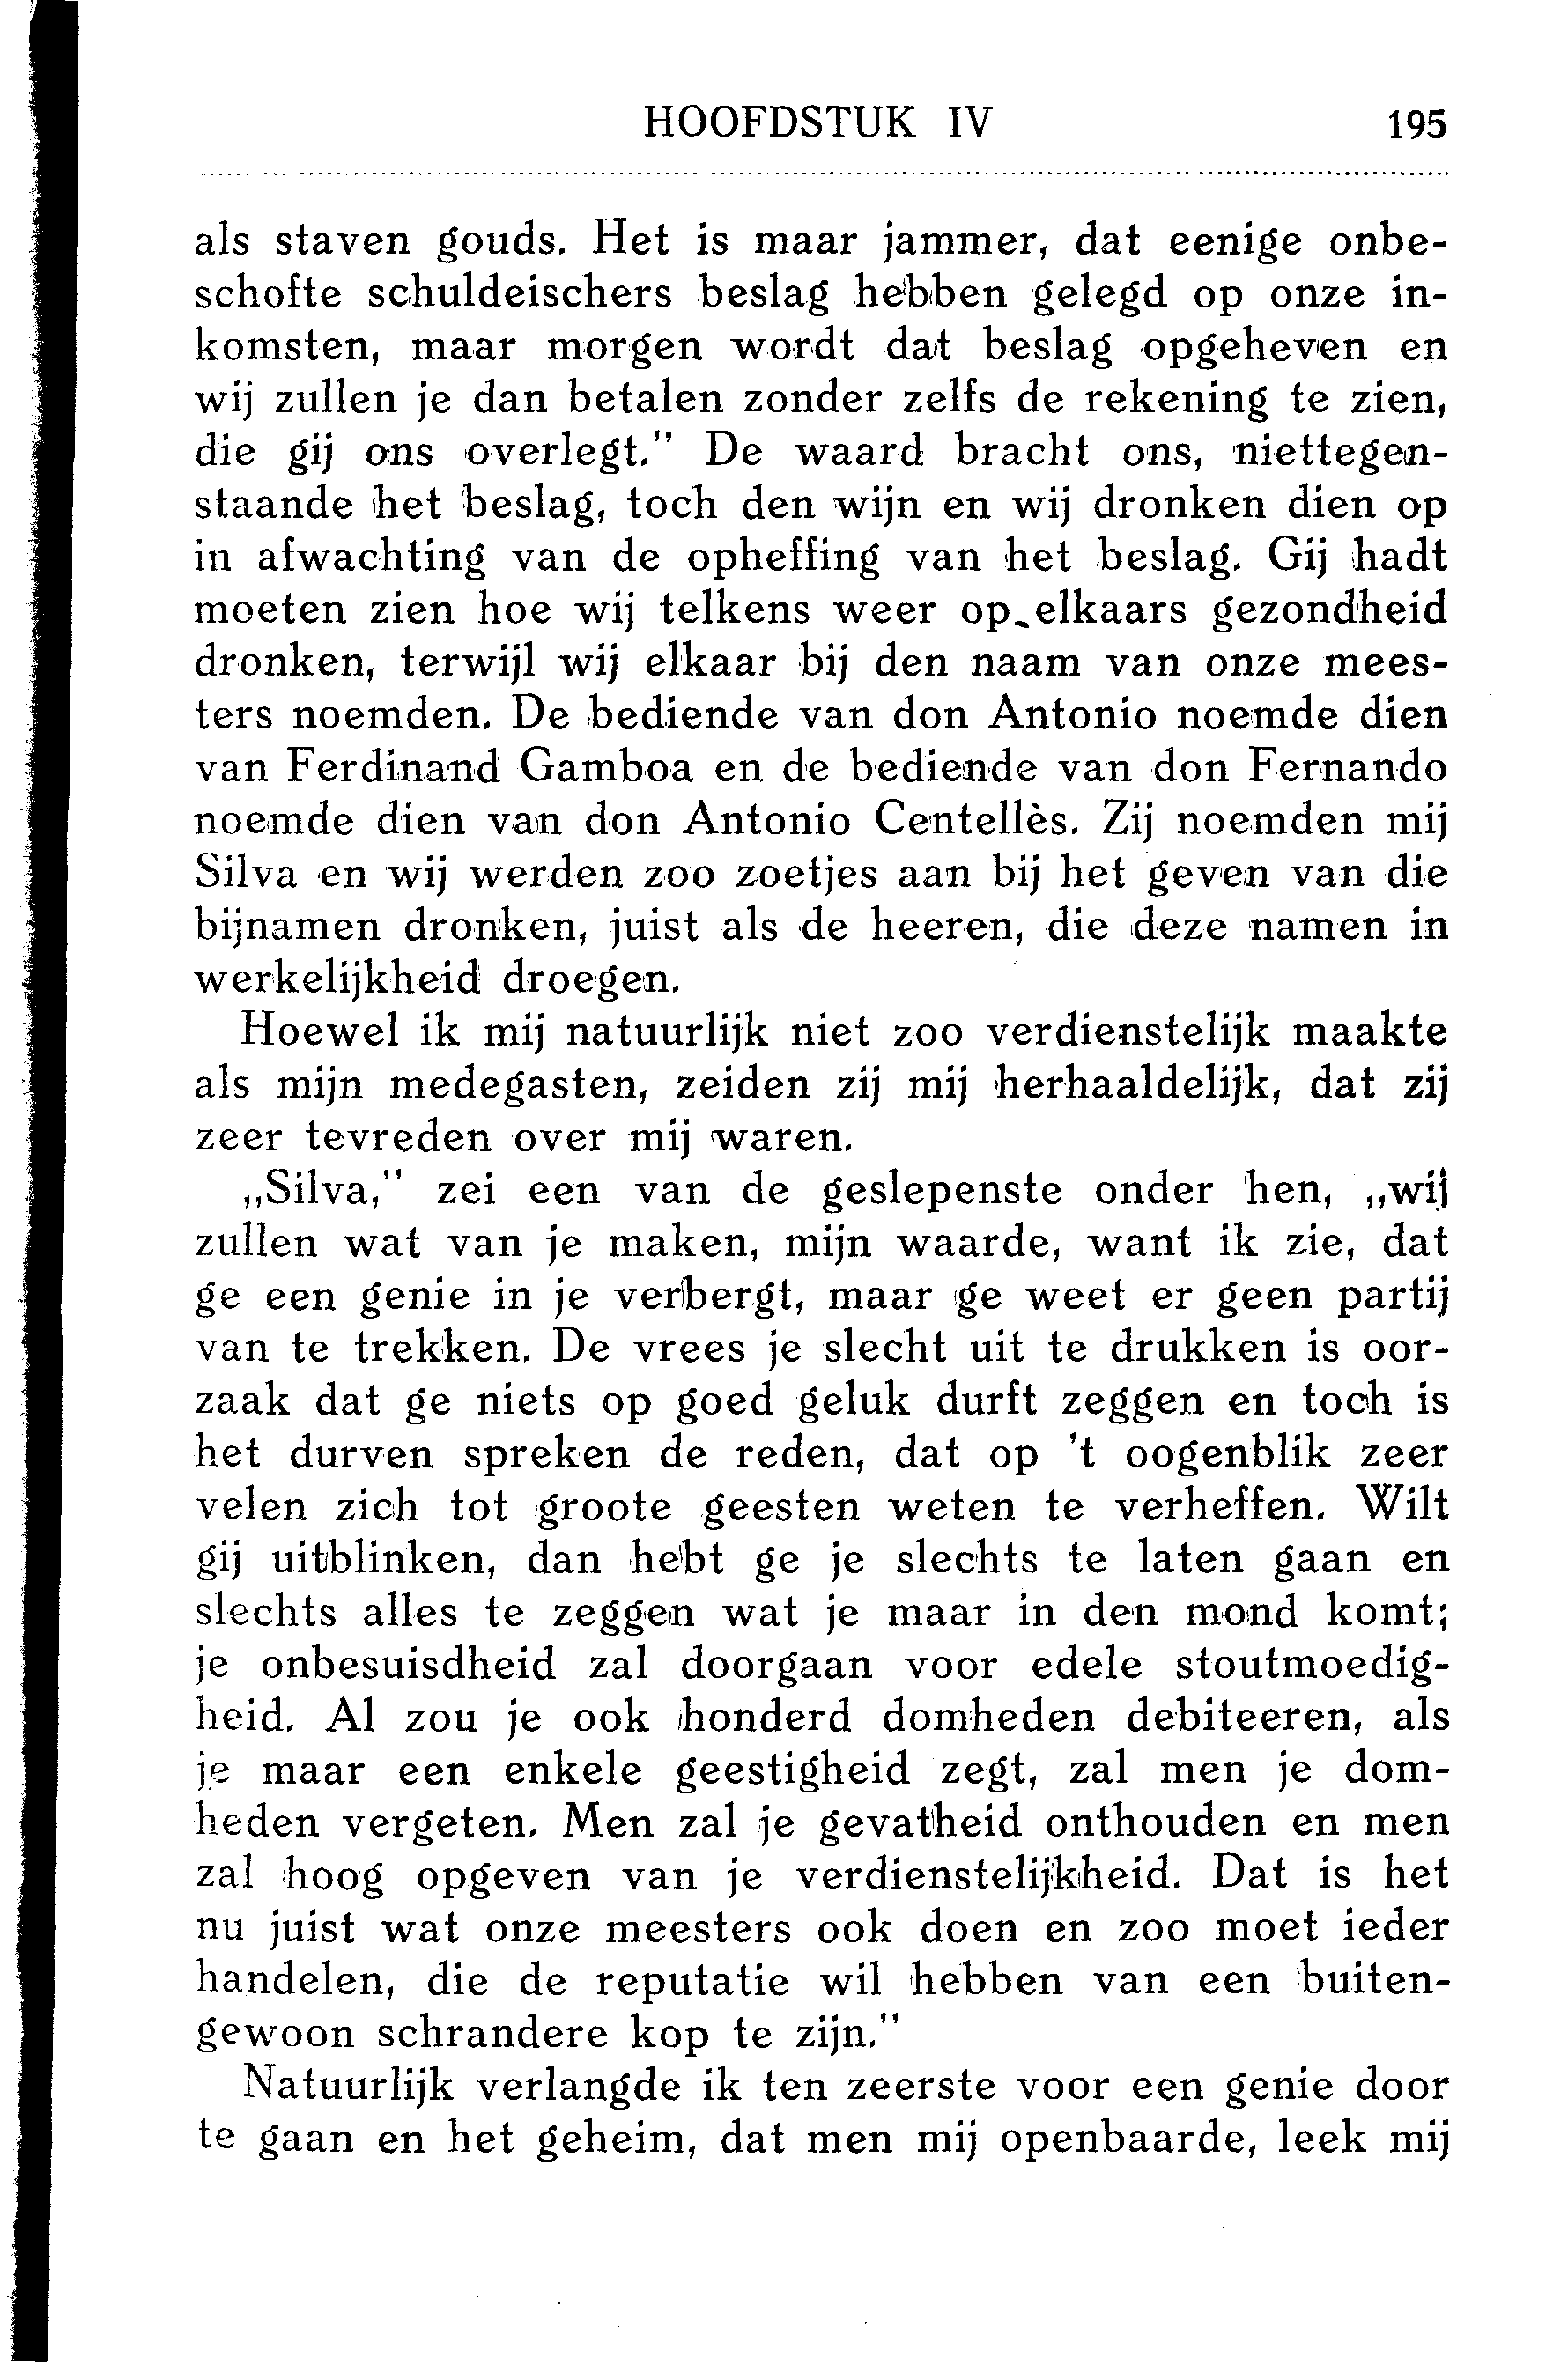 HOOFDSTUK IV 195
als staven gouds. Het is maar jammer, dat eenige onbe-
schofte schuldeischers beslag hebben gelegd op onze in-
komsten, maar morgen wordt dat beslag opgeheven en
wij zullen je dan betalen zonder zelfs de rekening te zien,
die gij ons overlegt." De waard bracht ons, niettegen-
staande het beslag, toch den wijn en wij dronken dien op
in afwachting van de opheffing van het beslag. Gij hadt
moeten zien hoe wij telkens weer op elkaars gezondheid
dronken, terwijl wij elkaar bij den naam van onze mees-
ters noemden. De bediende van don Antonio noemde dien
van Ferdinand Gamboa en de bediende van don Fernando
noemde dien van don Antonio Centellès. Zij noemden mij
Silva en wij werden zoo zoetjes aan bij het geven van die
bijnamen dronken, juist als de heeren, die deze namen in
werkelijkheid droegen.
Hoewel ik mij natuurlijk niet zoo verdienstelijk maakte
als mijn medegasten, zeiden zij mij herhaaldelijk, dat zij
zeer tevreden over mij waren.
„Silva," zei een van de geslepenste onder hen, „wij
zullen wat van je maken, mijn waarde, want ik zie, dat
ge een genie in je verbergt, maar ge weet er geen partij
van te trekken. De vrees je slecht uit te drukken is oor-
zaak dat ge niets op goed geluk durft zeggen en toch is
het durven spreken de reden, dat op 't oogenblik zeer
velen zich tot groote geesten weten te verheffen. Wilt
gij uitblinken, dan hebt ge je slechts te laten gaan en
slechts alles te zeggen wat je maar in den mond komt;
je onbesuisdheid zal doorgaan voor edele stoutmoedig-
heid. Al zou je ook honderd domheden debiteeren, als
je maar een enkele geestigheid zegt, zal men je dom-
heden vergeten. Men zal je gevatheid onthouden en men
zal hoog opgeven van je verdienstelijkheid. Dat is het
nu juist wat onze meesters ook doen en zoo moet ieder
handelen, die de reputatie wil hebben van een buiten-
gewoon schrandere kop te zijn."
Natuurlijk verlangde ik ten zeerste voor een genie door
te gaan en het geheim, dat men mij openbaarde, leek mij